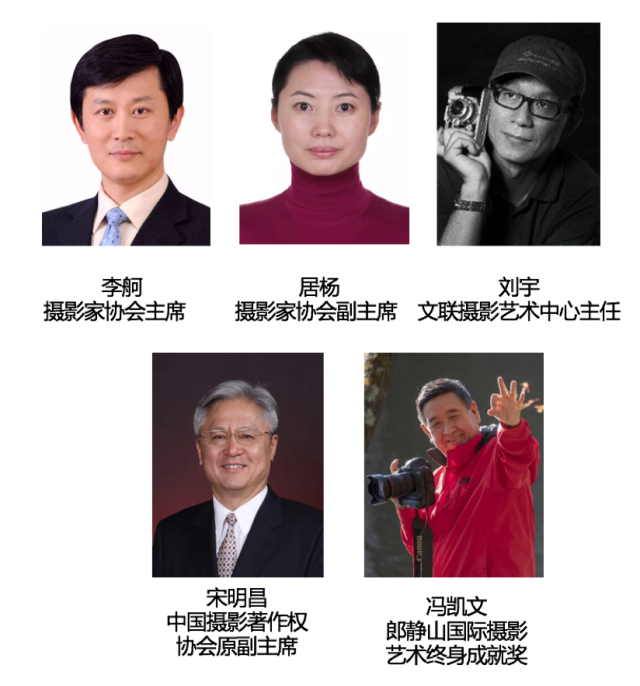 李舸
摄影家协会主席
居杨
摄影家协会副主席
刘宇
文联摄影艺术中心主任
宋明昌
中国摄影著作权
协会原副主席
冯凯文
郎静山国际摄影
艺术终身成就奖